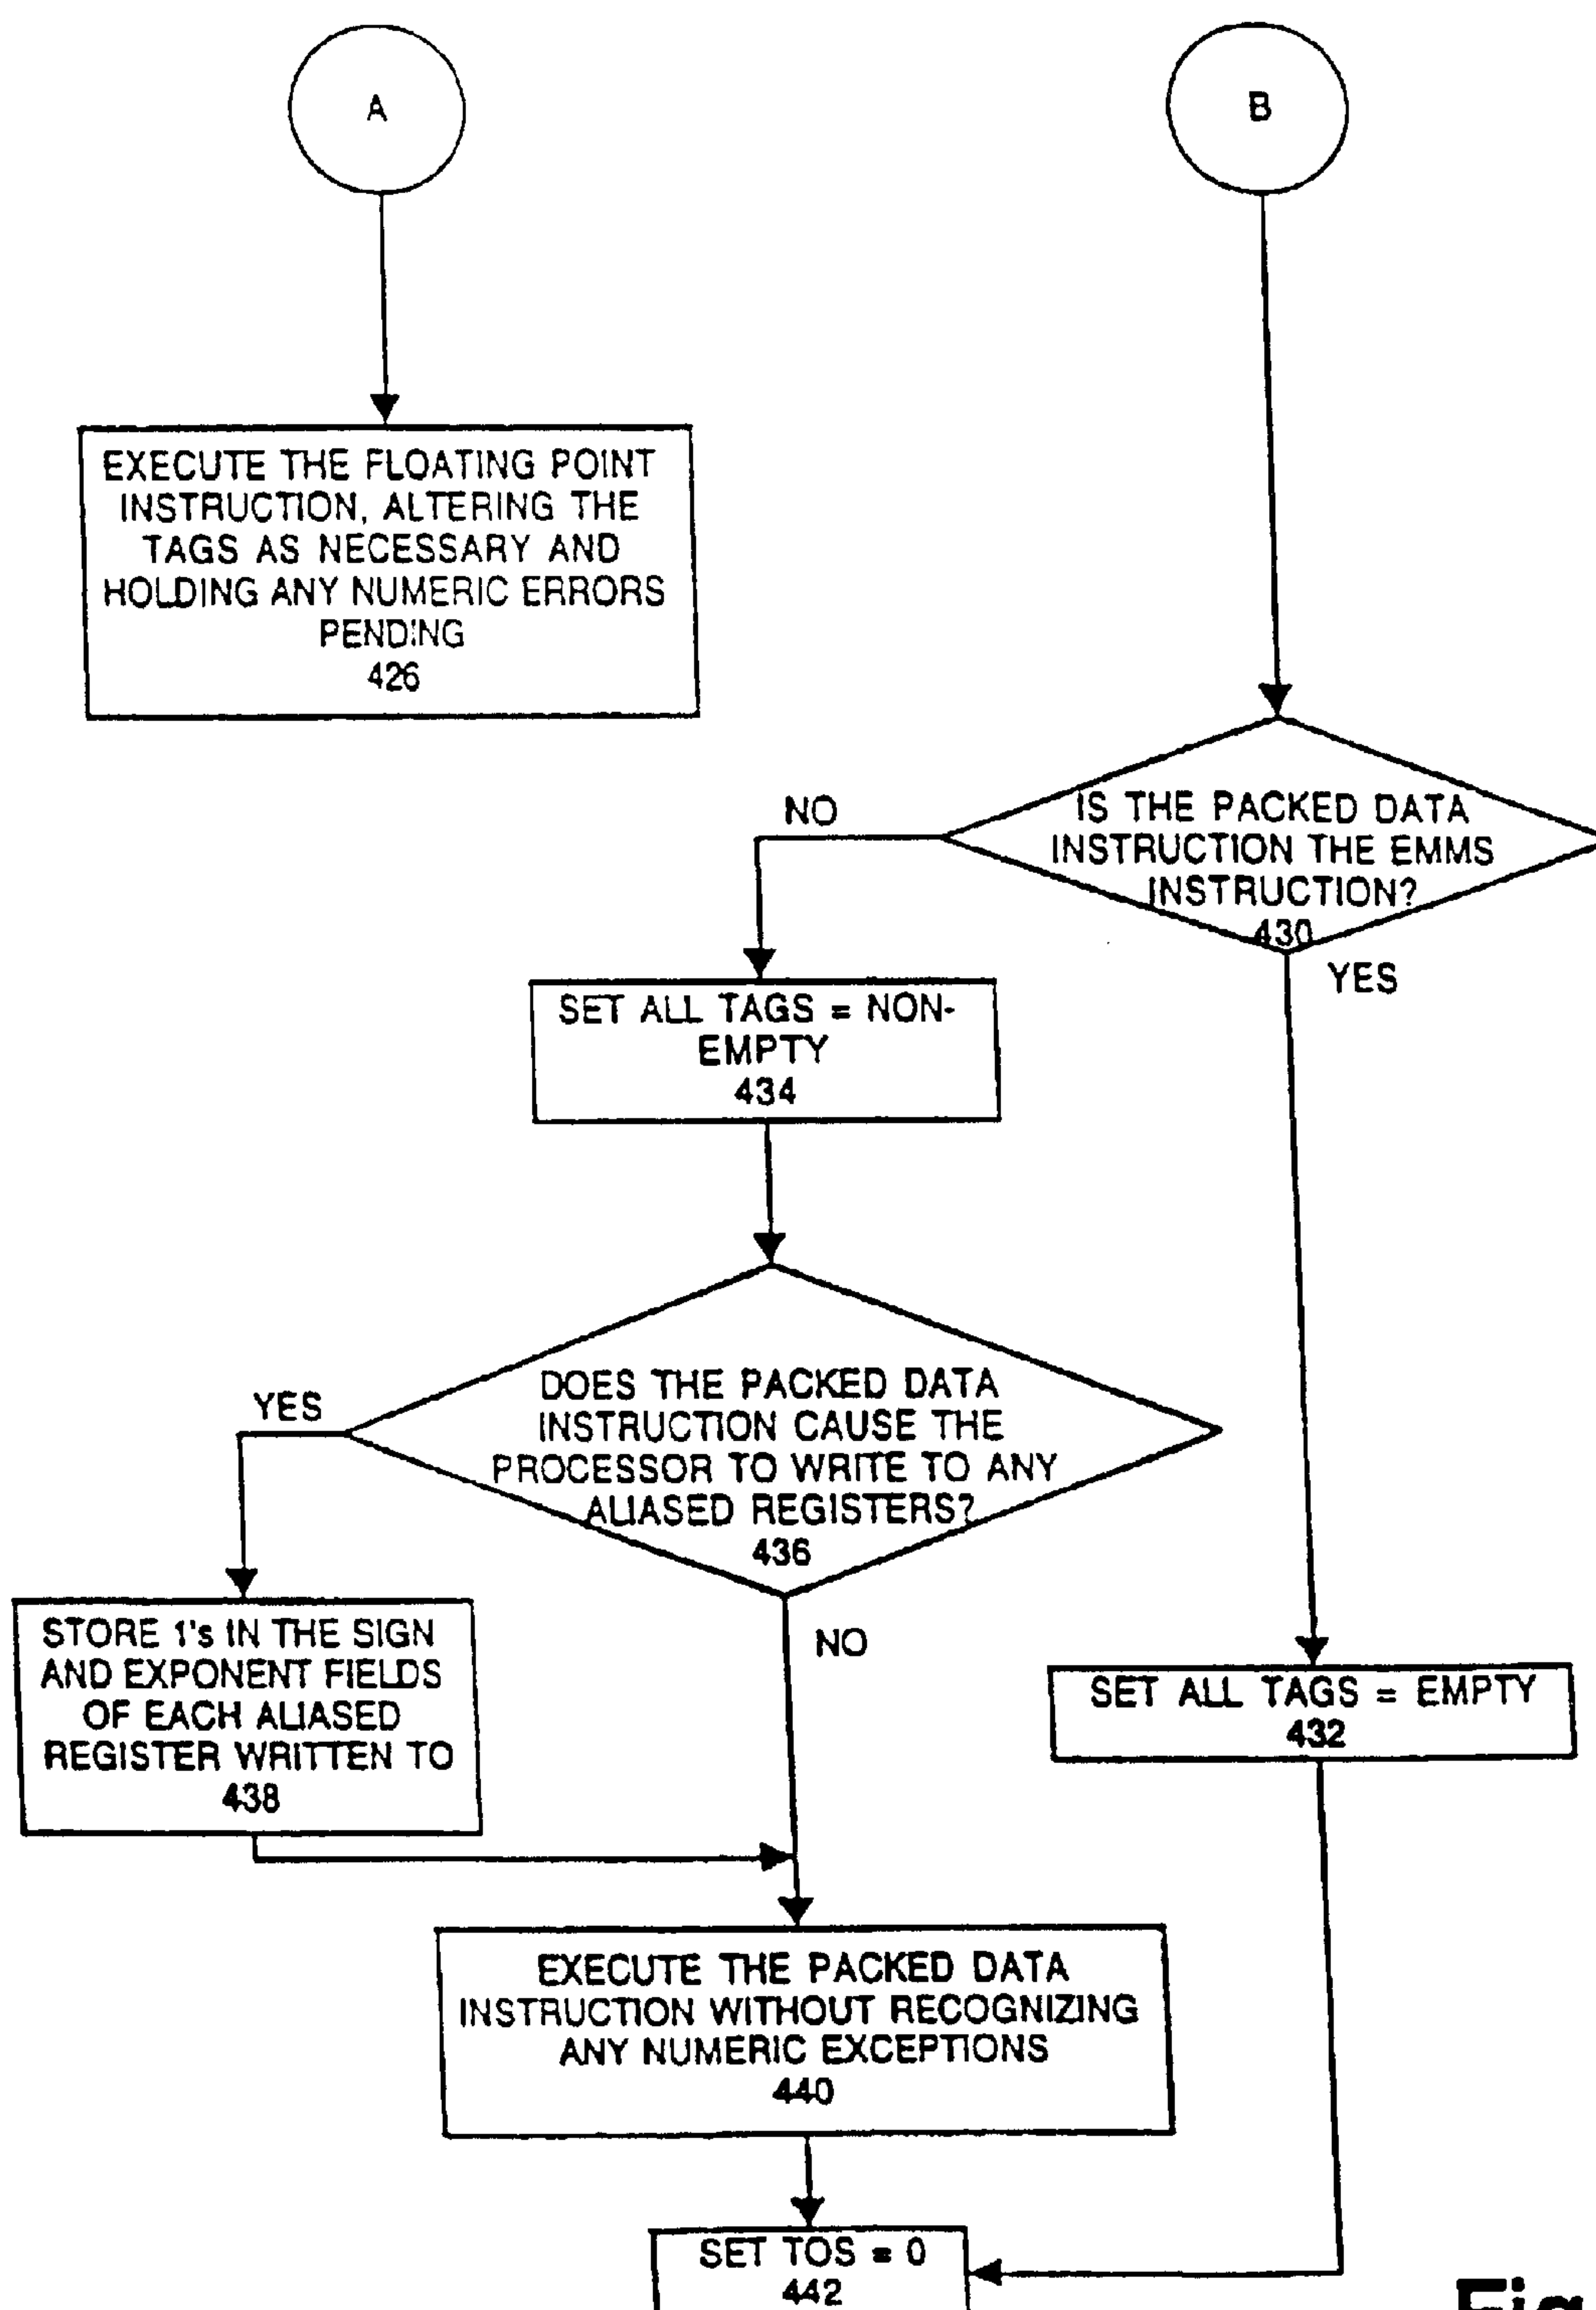 A
B
EXECUTE THE FLOATING POINT
INSTRUCTION, ALTERING THE
TAGS AS NECESSARY AND
HOLDING ANY NUMERIC ERRORS
PENDING
426
NO
IS THE PACKED DATA
INSTRUCTION THE EMMS
INSTRUCTION?
430
YES
SET ALL TAGS = NON-
EMPTY
434
YES
DOES THE PACKED DATA
INSTRUCTION CAUSE THE
PROCESSOR TO WRITE TO ANY
ALIASED REGISTERS?
436
NO
STORE 1's IN THE SIGN
AND EXPONENT FIELDS
OF EACH ALIASED
REGISTER WRITTEN TO
438
SET ALL TAGS = EMPTY
432
EXECUTE THE PACKED DATA
INSTRUCTION WITHOUT RECOGNIZING
ANY NUMERIC EXCEPTIONS
440
SET TOS = 0
442